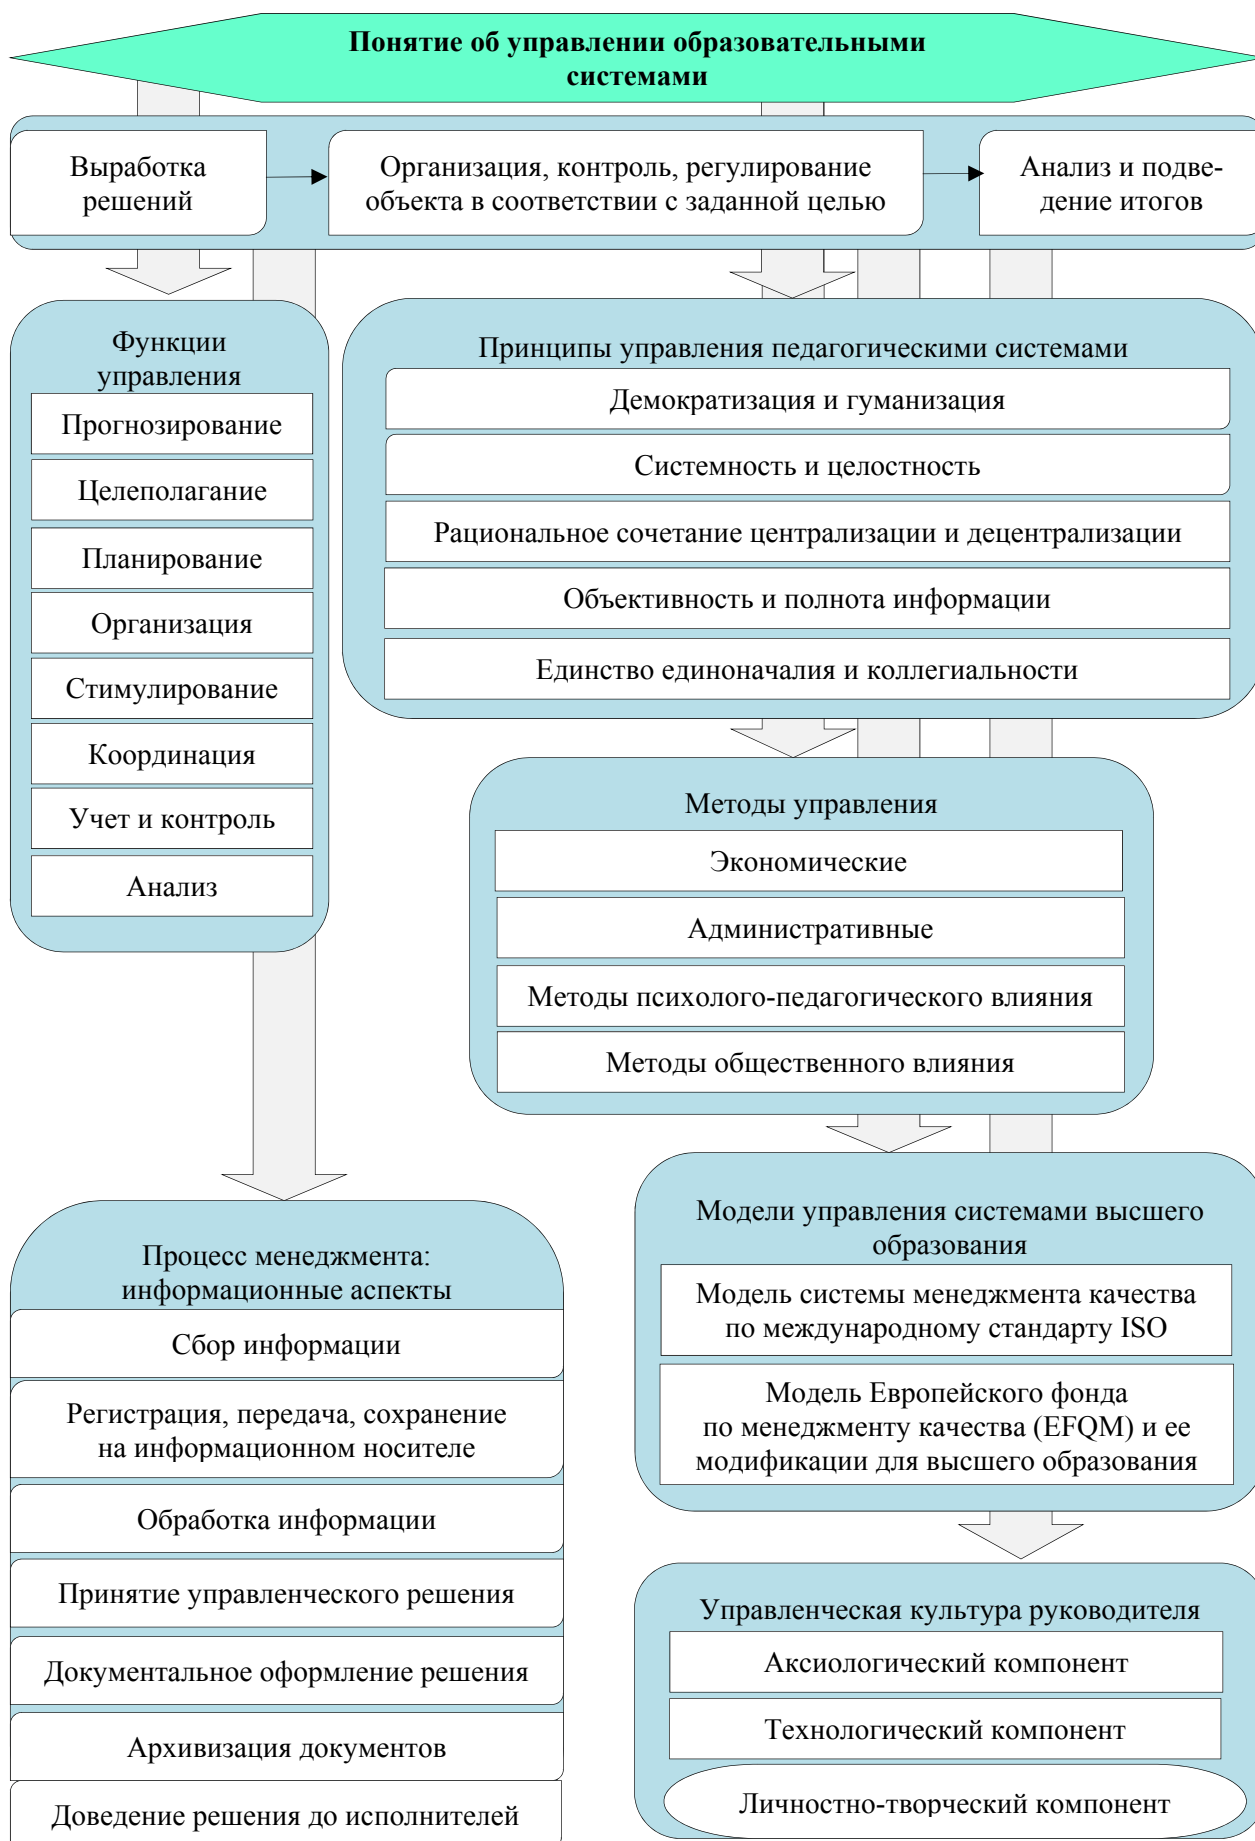 Понятие об управлении образовательными
системами
Выработка
решений
Организация, контроль, регулирование
объекта в соответствии с заданной целью
Анализ и подве-
дение итогов
Функции
управления
Прогнозирование
Целеполагание
Планирование
Организация
Стимулирование
Координация
Учет и контроль
Анализ
Принципы управления педагогическими системами
Демократизация и гуманизация
Системность и целостность
Рациональное сочетание централизации и децентрализации
Объективность и полнота информации
Единство единоначалия и коллегиальности
Методы управления
Экономические
Административные
Методы психолого-педагогического влияния
Методы общественного влияния
Процесс менеджмента:
информационные аспекты
Сбор информации
Регистрация, передача, сохранение
на информационном носителе
Обработка информации
Принятие управленческого решения
Документальное оформление решения
Архивизация документов
Доведение решения до исполнителей
Модели управления системами высшего
образования
Модель системы менеджмента качества
по международному стандарту ISO
Модель Европейского фонда
по менеджменту качества (EFQM) и ее
модификации для высшего образования
Управленческая культура руководителя
Аксиологический компонент
Технологический компонент
Личностно-творческий компонент